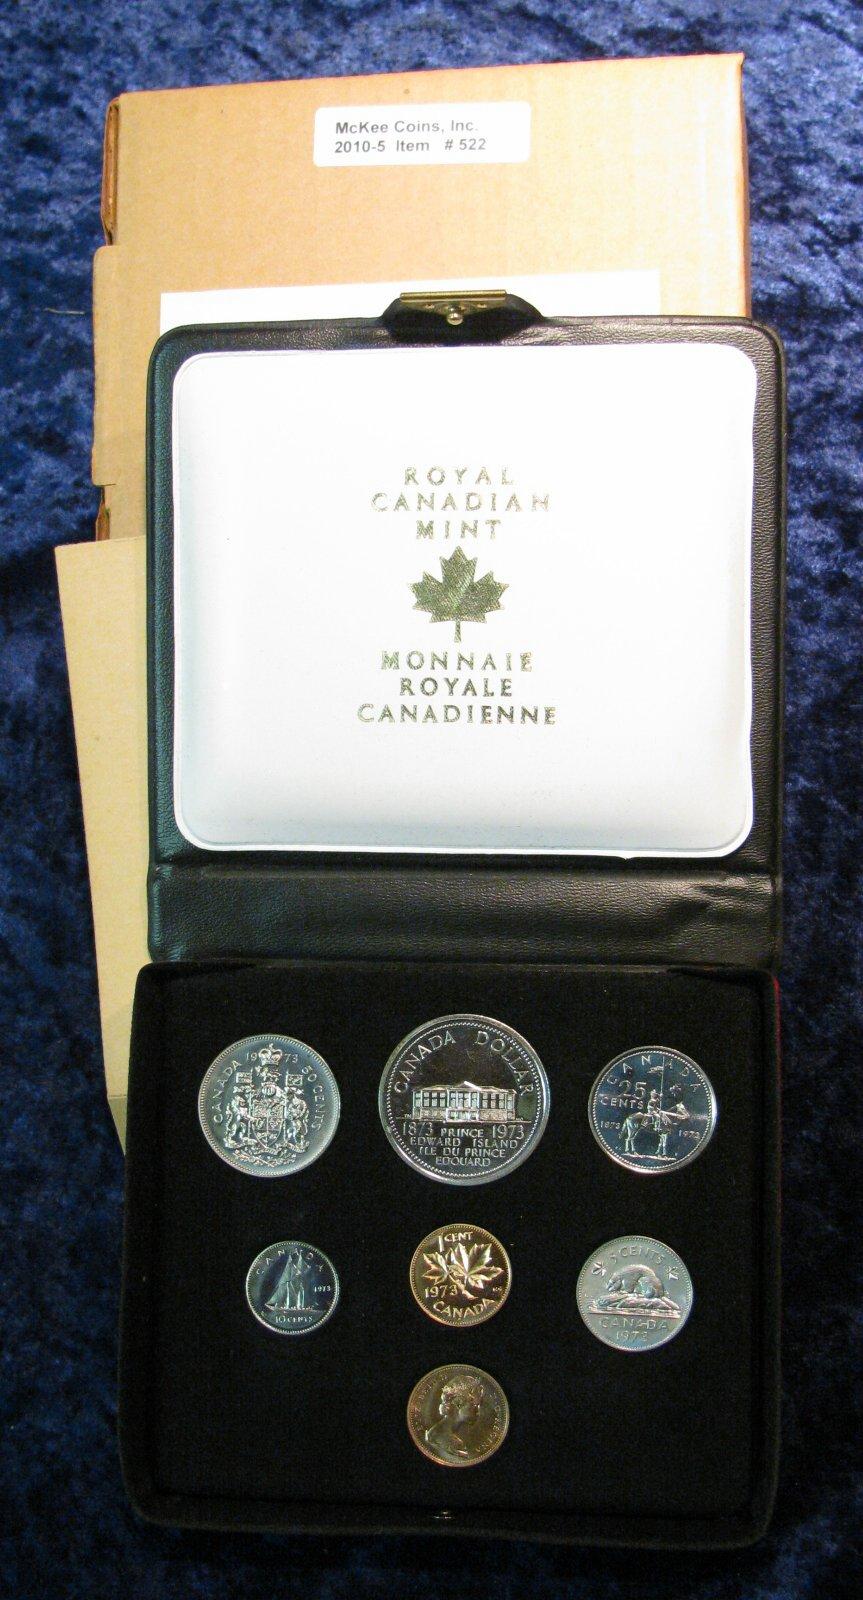 McKee Coins, Inc.
2010-5 Item # 522
ROYAL
CANADIAN
MINT
MONNAIE
ROYALE
CANADIENNE
CANADA 1973 50 CENTS
CANADA DOLLAR
1873 PRINCE 1973
EDWARD ISLAND
ILE DU PRINCE
EDOUARD
CANADA
25
CENTS
1873 1973
CANADA
1973
10 CENTS
1 CENT
1973
CANADA
5 CENTS
CANADA
1973
REGINA